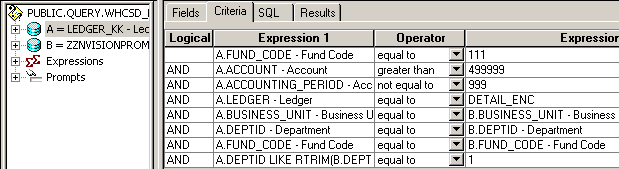 PUBLIC.QUERY.WHCSD_
A = LEDGER_KK - Lec
B = ZZNVISIONPROM
Expressions
Prompts
Fields Criteria SQL Results
Logical Expression 1 Operator Expression
A.FUND_CODE - Fund Code equal to 111
AND A.ACCOUNT - Account greater than 499999
AND A.ACCOUNTING_PERIOD - Acc not equal to 999
AND A.LEDGER - Ledger equal to DETAIL_ENC
AND A.BUSINESS_UNIT - Business U equal to B.BUSINESS_UNIT - Business
AND A.DEPTID - Department equal to B.DEPTID - Department
AND A.FUND_CODE - Fund Code equal to B.FUND_CODE - Fund Code
AND A.DEPTID LIKE RTRIM(B.DEPT equal to 1